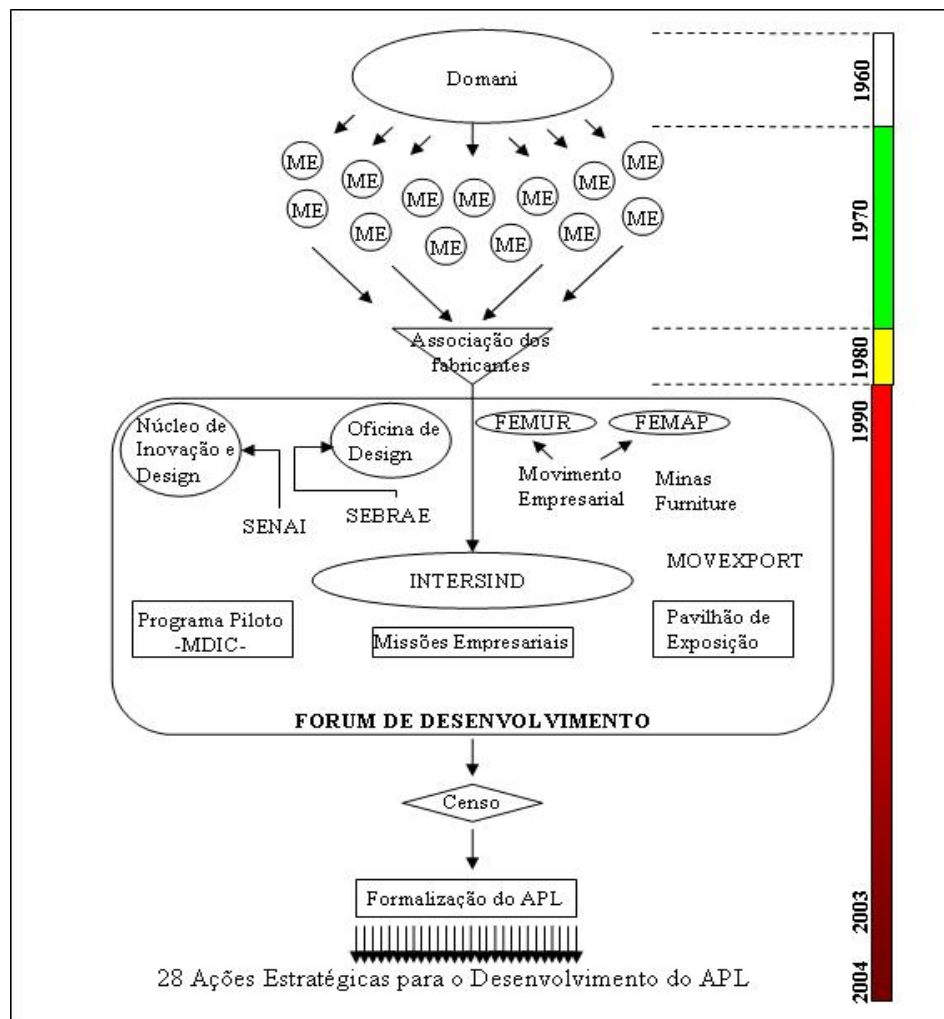 Domani
1960
ME
ME
ME
ME
ME
ME
ME
ME
ME
ME
ME
ME
ME
ME
1970
Associação dos
fabricantes
1980
1990
Núcleo de
Inovação e
Design
Oficina de
Design
FEMUR
FEMAP
Movimento
Empresarial
Minas
Furniture
SENAI
SEBRAE
MOVEXPORT
INTERSIND
Programa Piloto
-MDIC-
Missões Empresariais
Pavilhão de
Exposição
FORUM DE DESENVOLVIMENTO
Censo
Formalização do APL
2003
28 Ações Estratégicas para o Desenvolvimento do APL
2004